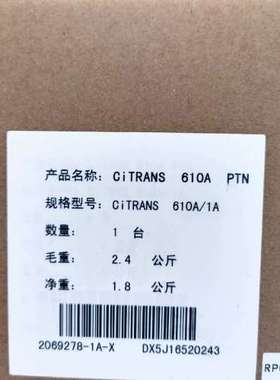 产品名称: CiTRANS 610A PTN
规格型号: CiTRANS 610A/1A
数量: 1 台
毛重: 2.4 公斤
净重: 1.8 公斤
2069278-1A-X DX5J16520243